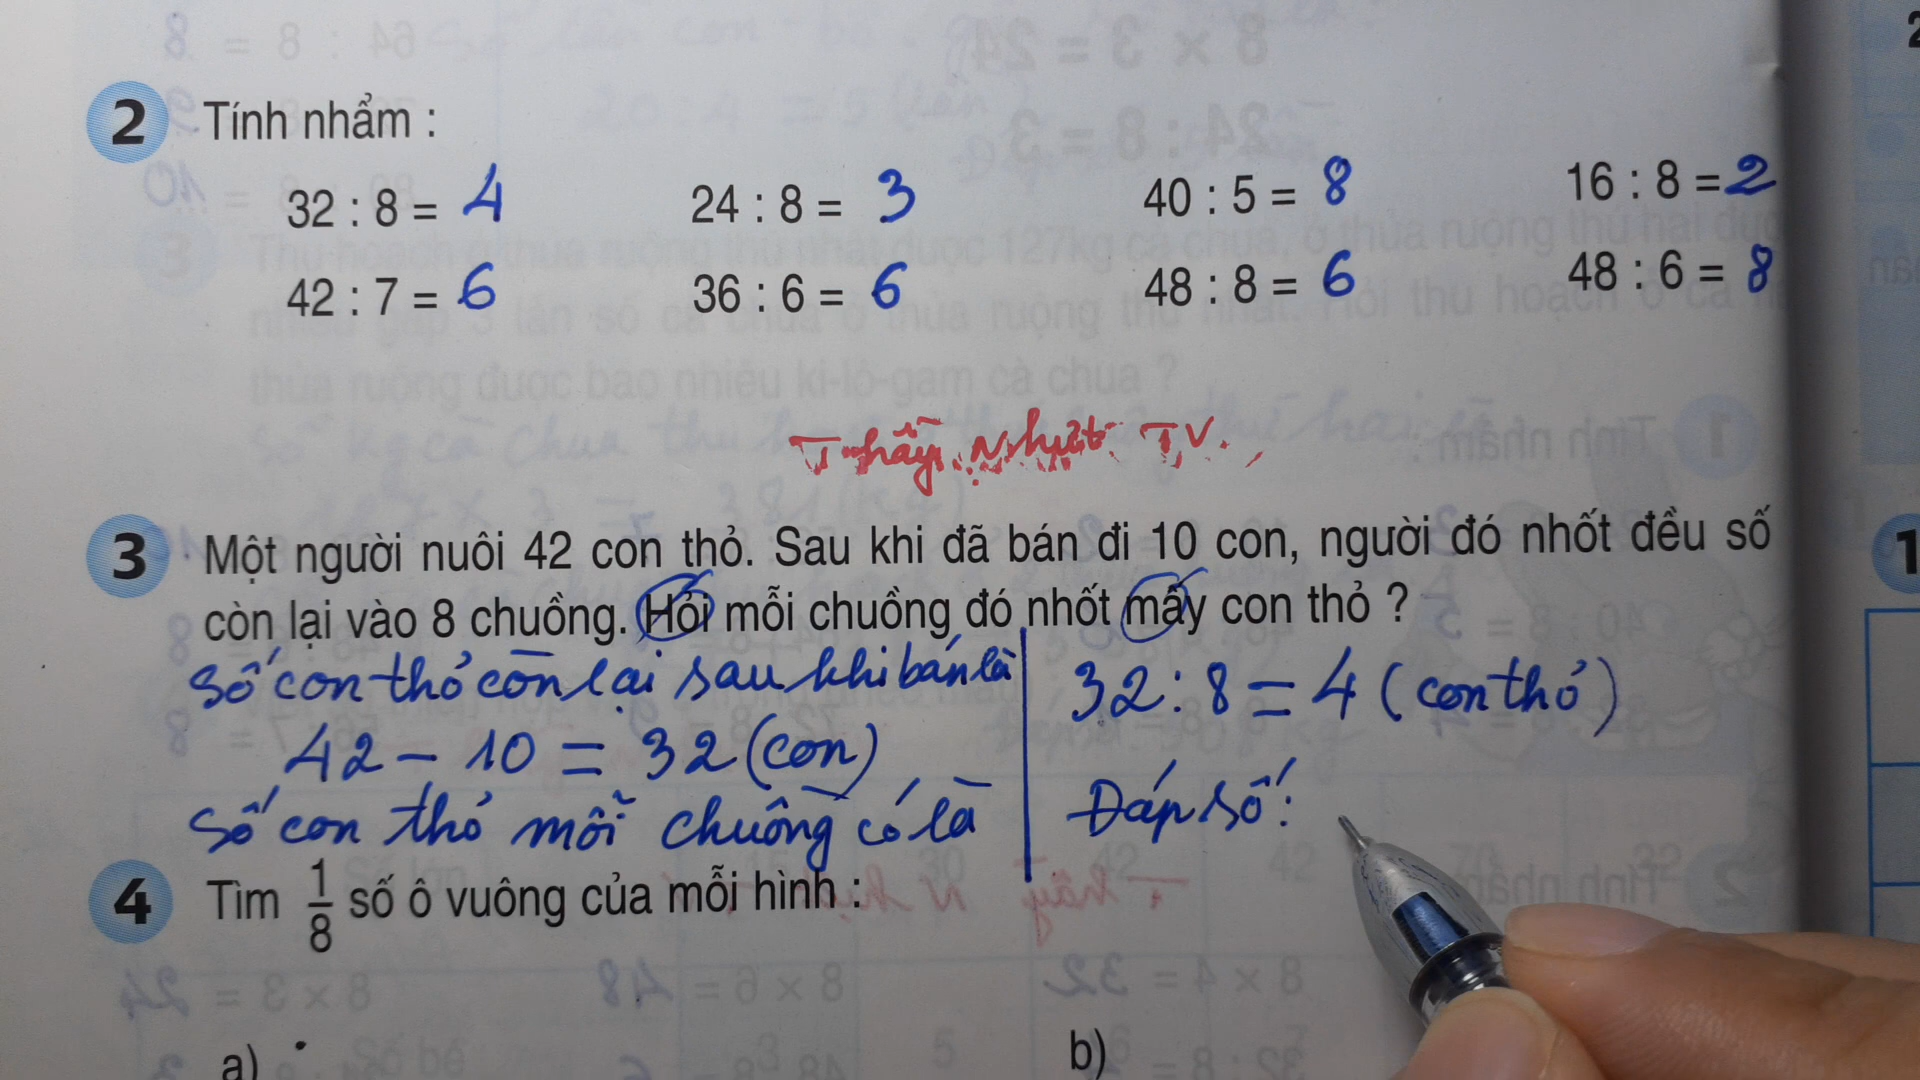 2 Tính nhẩm :
32 : 8 = 4 24 : 8 = 3 40 : 5 = 8 16 : 8 = 2
42 : 7 = 6 36 : 6 = 6 48 : 8 = 6 48 : 6 = 8
Thầy Nhựt TV.
3 Một người nuôi 42 con thỏ. Sau khi đã bán đi 10 con, người đó nhốt đều số
còn lại vào 8 chuồng. Hỏi mỗi chuồng đó nhốt mấy con thỏ ?
Số con thỏ còn lại sau khi bán là
42 - 10 = 32 (con)
Số con thỏ mỗi chuồng có là
32 : 8 = 4 (con thỏ)
Đáp số :
4 Tìm 1/8 số ô vuông của mỗi hình :
a) b)
2
1